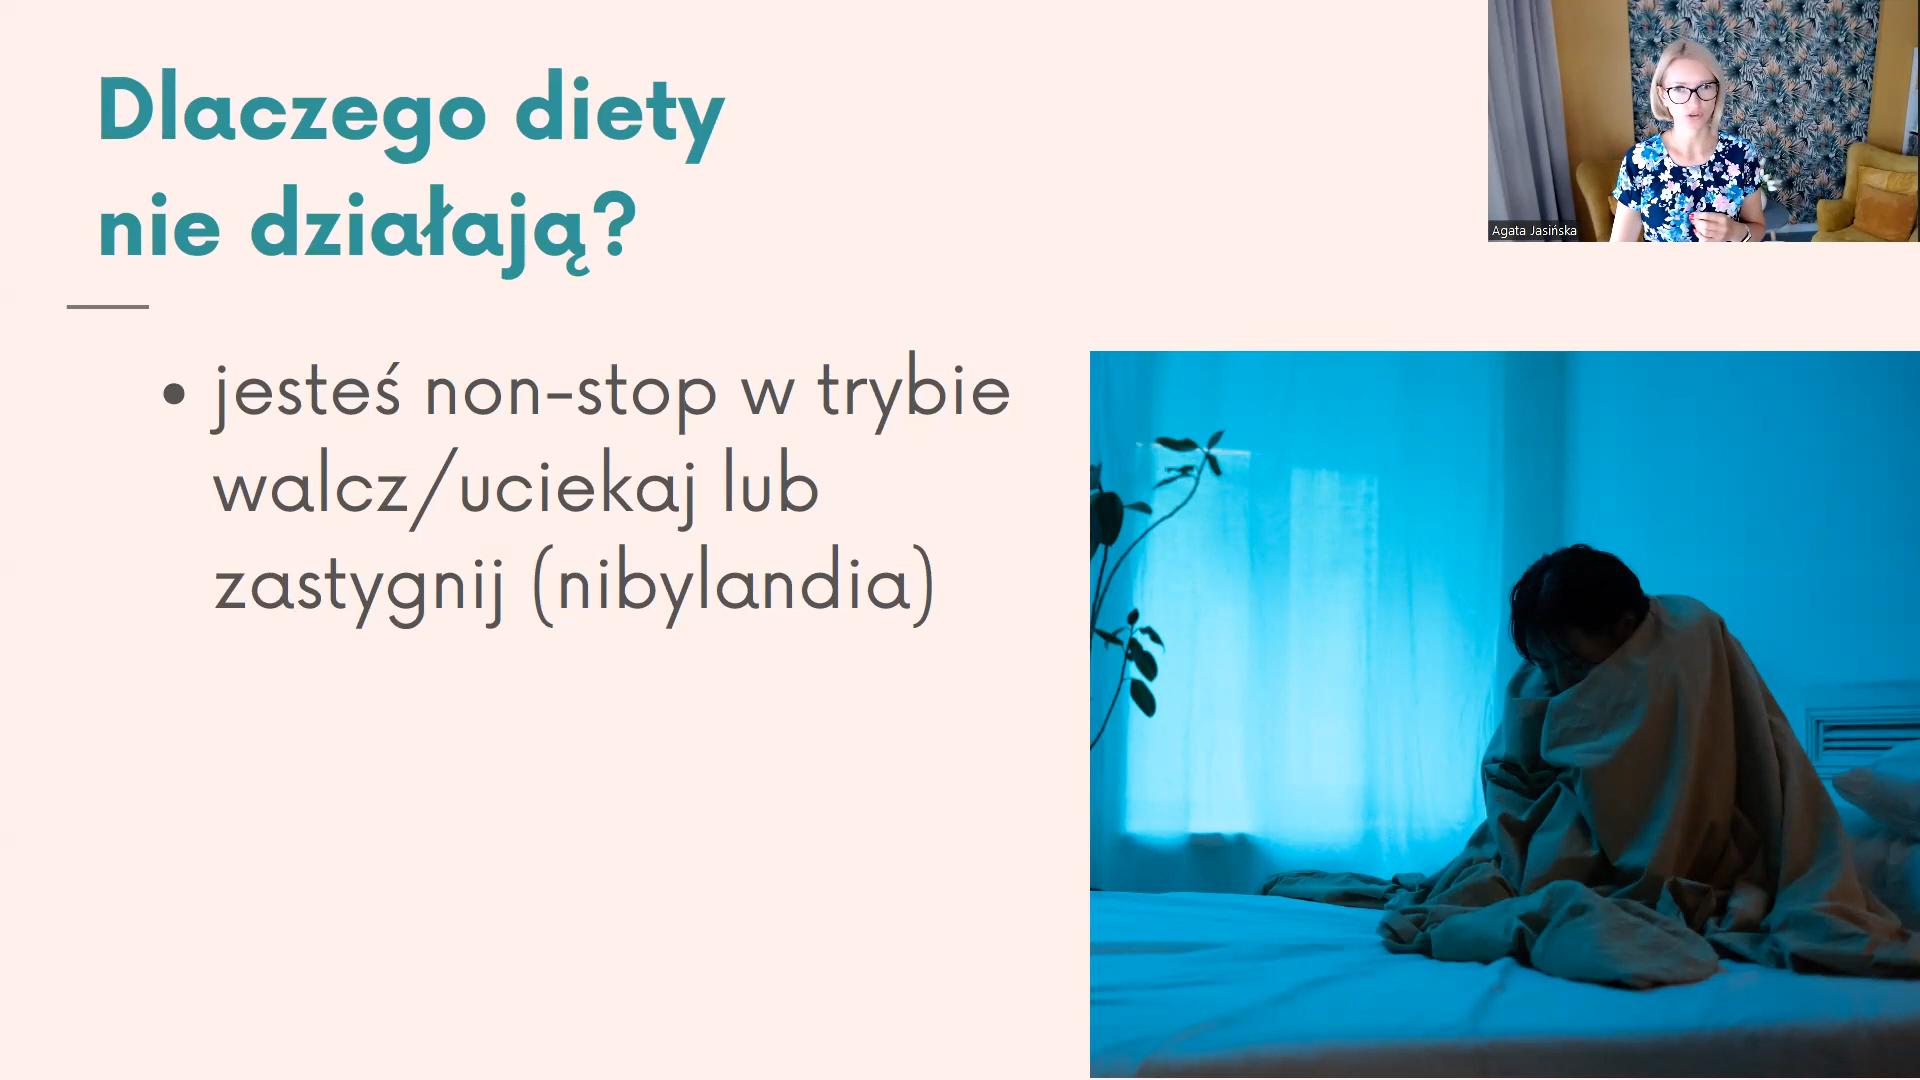 Dlaczego diety
nie działają?
• jesteś non-stop w trybie
walcz/uciekaj lub
zastygnij (nibylandia)
Agata Jasińska